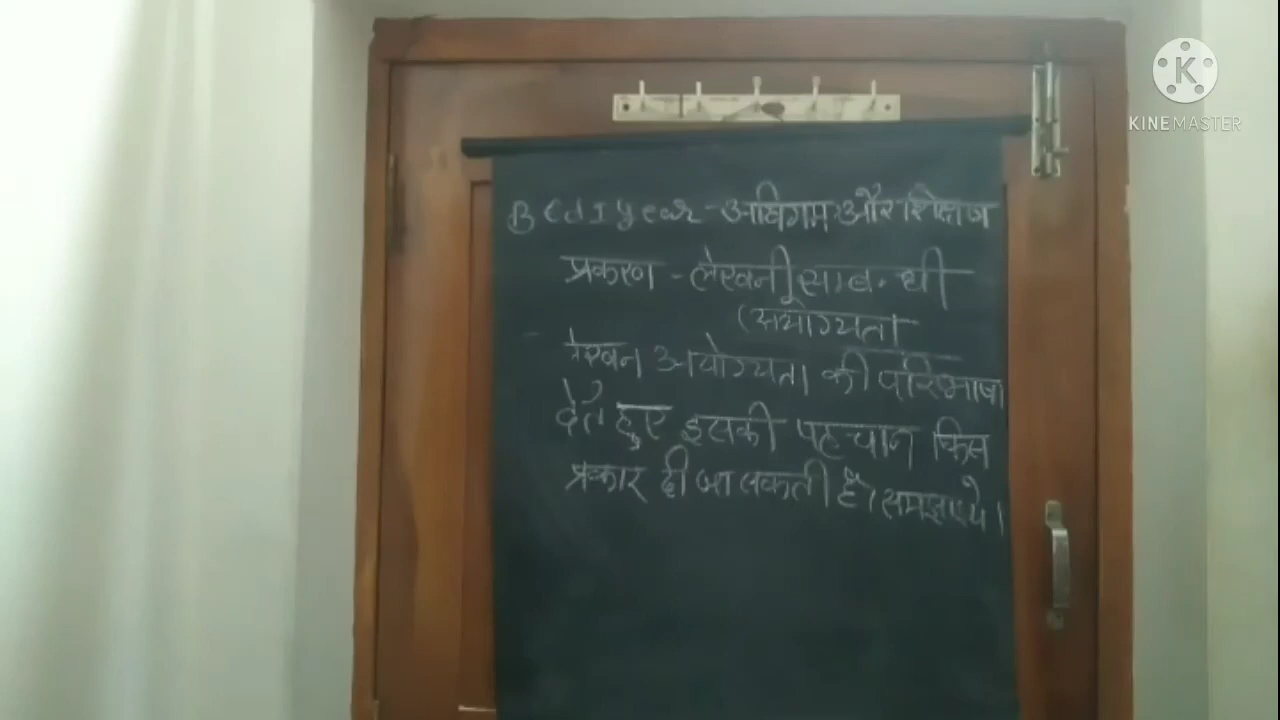 B Ed I year - अधिगम और शिक्षण
प्रकरण - लेखनी सम्बन्धी
(अयोग्यता
लेखन अयोग्यता की परिभाषा
देते हुए इसकी पहचान किस
प्रकार दी जा सकती है? समझाइये।
K
KINEMASTER